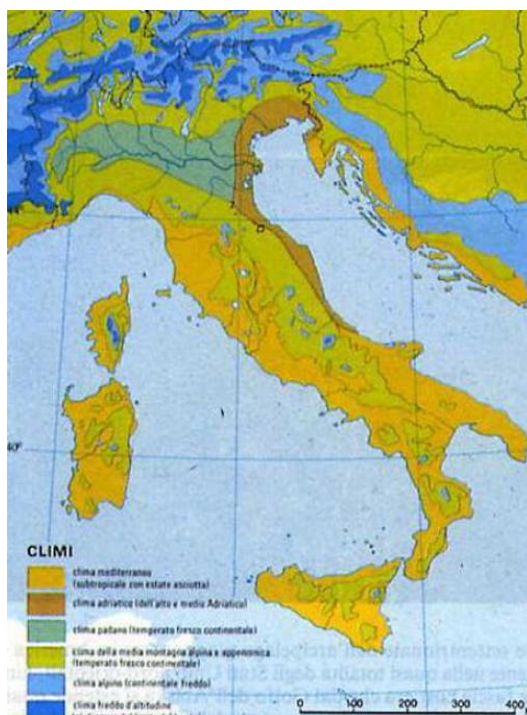 40°
CLIMI
clima mediterraneo
(subtropicale con estate asciutta)
clima adriatico (dell'alto e medio Adriatico)
clima padano (temperato fresco continentale)
clima della media montagna alpina e appenninica
(temperato fresco continentale)
clima alpino (continentale freddo)
clima freddo d'altitudine
0 100 200 300 400